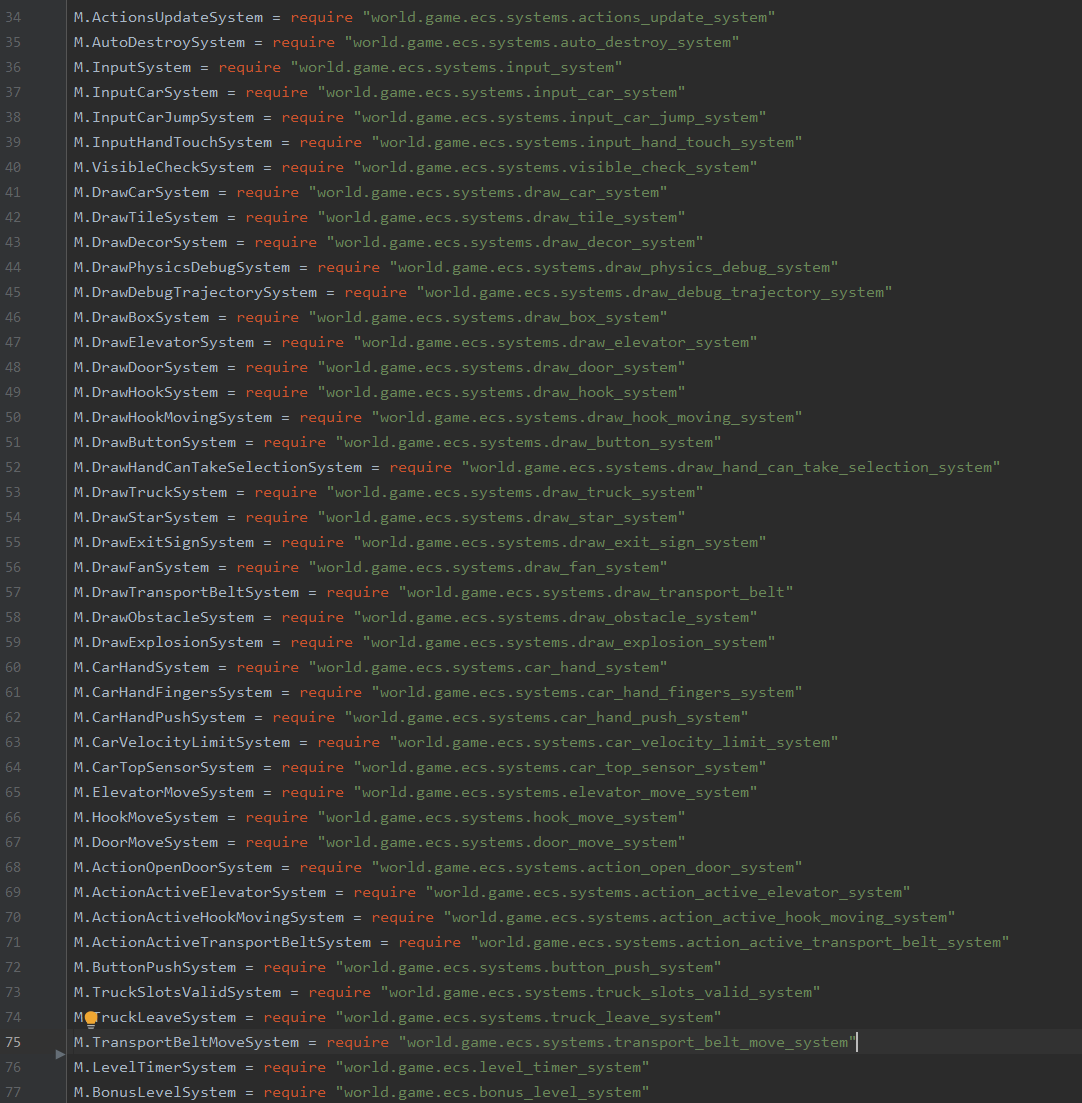 34 M.ActionsUpdateSystem = require "world.game.ecs.systems.actions_update_system"
35 M.AutoDestroySystem = require "world.game.ecs.systems.auto_destroy_system"
36 M.InputSystem = require "world.game.ecs.systems.input_system"
37 M.InputCarSystem = require "world.game.ecs.systems.input_car_system"
38 M.InputCarJumpSystem = require "world.game.ecs.systems.input_car_jump_system"
39 M.InputHandTouchSystem = require "world.game.ecs.systems.input_hand_touch_system"
40 M.VisibleCheckSystem = require "world.game.ecs.systems.visible_check_system"
41 M.DrawCarSystem = require "world.game.ecs.systems.draw_car_system"
42 M.DrawTileSystem = require "world.game.ecs.systems.draw_tile_system"
43 M.DrawDecorSystem = require "world.game.ecs.systems.draw_decor_system"
44 M.DrawPhysicsDebugSystem = require "world.game.ecs.systems.draw_physics_debug_system"
45 M.DrawDebugTrajectorySystem = require "world.game.ecs.systems.draw_debug_trajectory_system"
46 M.DrawBoxSystem = require "world.game.ecs.systems.draw_box_system"
47 M.DrawElevatorSystem = require "world.game.ecs.systems.draw_elevator_system"
48 M.DrawDoorSystem = require "world.game.ecs.systems.draw_door_system"
49 M.DrawHookSystem = require "world.game.ecs.systems.draw_hook_system"
50 M.DrawHookMovingSystem = require "world.game.ecs.systems.draw_hook_moving_system"
51 M.DrawButtonSystem = require "world.game.ecs.systems.draw_button_system"
52 M.DrawHandCanTakeSelectionSystem = require "world.game.ecs.systems.draw_hand_can_take_selection_system"
53 M.DrawTruckSystem = require "world.game.ecs.systems.draw_truck_system"
54 M.DrawStarSystem = require "world.game.ecs.systems.draw_star_system"
55 M.DrawExitSignSystem = require "world.game.ecs.systems.draw_exit_sign_system"
56 M.DrawFanSystem = require "world.game.ecs.systems.draw_fan_system"
57 M.DrawTransportBeltSystem = require "world.game.ecs.systems.draw_transport_belt"
58 M.DrawObstacleSystem = require "world.game.ecs.systems.draw_obstacle_system"
59 M.DrawExplosionSystem = require "world.game.ecs.systems.draw_explosion_system"
60 M.CarHandSystem = require "world.game.ecs.systems.car_hand_system"
61 M.CarHandFingersSystem = require "world.game.ecs.systems.car_hand_fingers_system"
62 M.CarHandPushSystem = require "world.game.ecs.systems.car_hand_push_system"
63 M.CarVelocityLimitSystem = require "world.game.ecs.systems.car_velocity_limit_system"
64 M.CarTopSensorSystem = require "world.game.ecs.systems.car_top_sensor_system"
65 M.ElevatorMoveSystem = require "world.game.ecs.systems.elevator_move_system"
66 M.HookMoveSystem = require "world.game.ecs.systems.hook_move_system"
67 M.DoorMoveSystem = require "world.game.ecs.systems.door_move_system"
68 M.ActionOpenDoorSystem = require "world.game.ecs.systems.action_open_door_system"
69 M.ActionActiveElevatorSystem = require "world.game.ecs.systems.action_active_elevator_system"
70 M.ActionActiveHookMovingSystem = require "world.game.ecs.systems.action_active_hook_moving_system"
71 M.ActionActiveTransportBeltSystem = require "world.game.ecs.systems.action_active_transport_belt_system"
72 M.ButtonPushSystem = require "world.game.ecs.systems.button_push_system"
73 M.TruckSlotsValidSystem = require "world.game.ecs.systems.truck_slots_valid_system"
74 M.TruckLeaveSystem = require "world.game.ecs.systems.truck_leave_system"
75 M.TransportBeltMoveSystem = require "world.game.ecs.systems.transport_belt_move_system"
76 M.LevelTimerSystem = require "world.game.ecs.level_timer_system"
77 M.BonusLevelSystem = require "world.game.ecs.bonus_level_system"